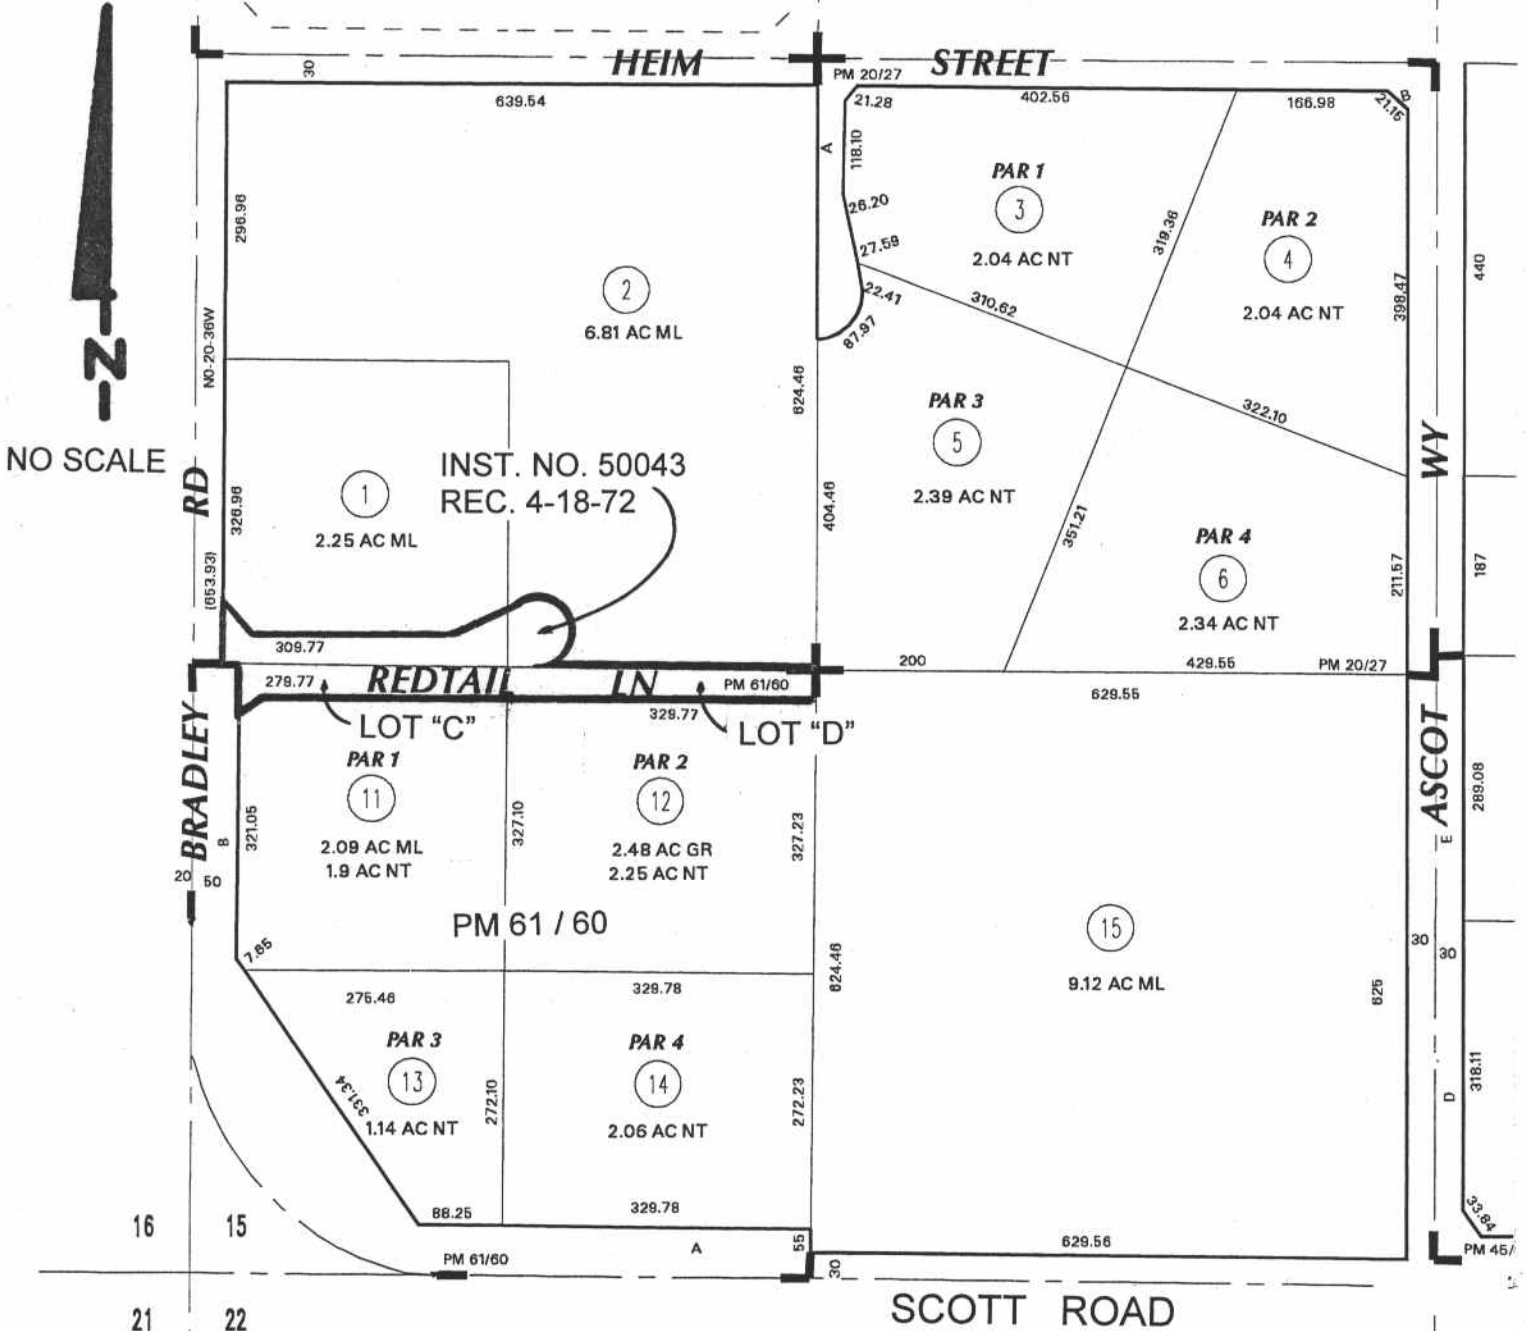 HEIM STREET
30
PM 20/27
639.54
21.28
402.56
166.98
21.15
B
A
118.10
26.20
27.59
22.41
87.97
PAR 1
3
2.04 AC NT
319.36
PAR 2
4
2.04 AC NT
398.47
440
296.96
N0-20-36W
2
6.81 AC ML
310.62
322.10
624.46
N
NO SCALE
BRADLEY RD
326.96
(653.93)
1
2.25 AC ML
INST. NO. 50043
REC. 4-18-72
404.46
PAR 3
5
2.39 AC NT
351.21
PAR 4
6
2.34 AC NT
211.57
187
ASCOT WY
309.77
200
429.55
PM 20/27
279.77
REDTAIL LN
PM 61/60
629.55
LOT “C”
329.77
LOT “D”
PAR 1
11
2.09 AC ML
1.9 AC NT
321.05
B
20
50
327.10
PAR 2
12
2.48 AC GR
2.25 AC NT
327.23
289.08
E
PM 61 / 60
7.85
15
9.12 AC ML
30
30
624.46
625
275.46
329.78
PAR 3
13
1.14 AC NT
331.34
272.10
PAR 4
14
2.06 AC NT
272.23
318.11
D
88.25
329.78
33.84
16
15
PM 61/60
A
55
30
629.56
PM 45/
21
22
SCOTT ROAD